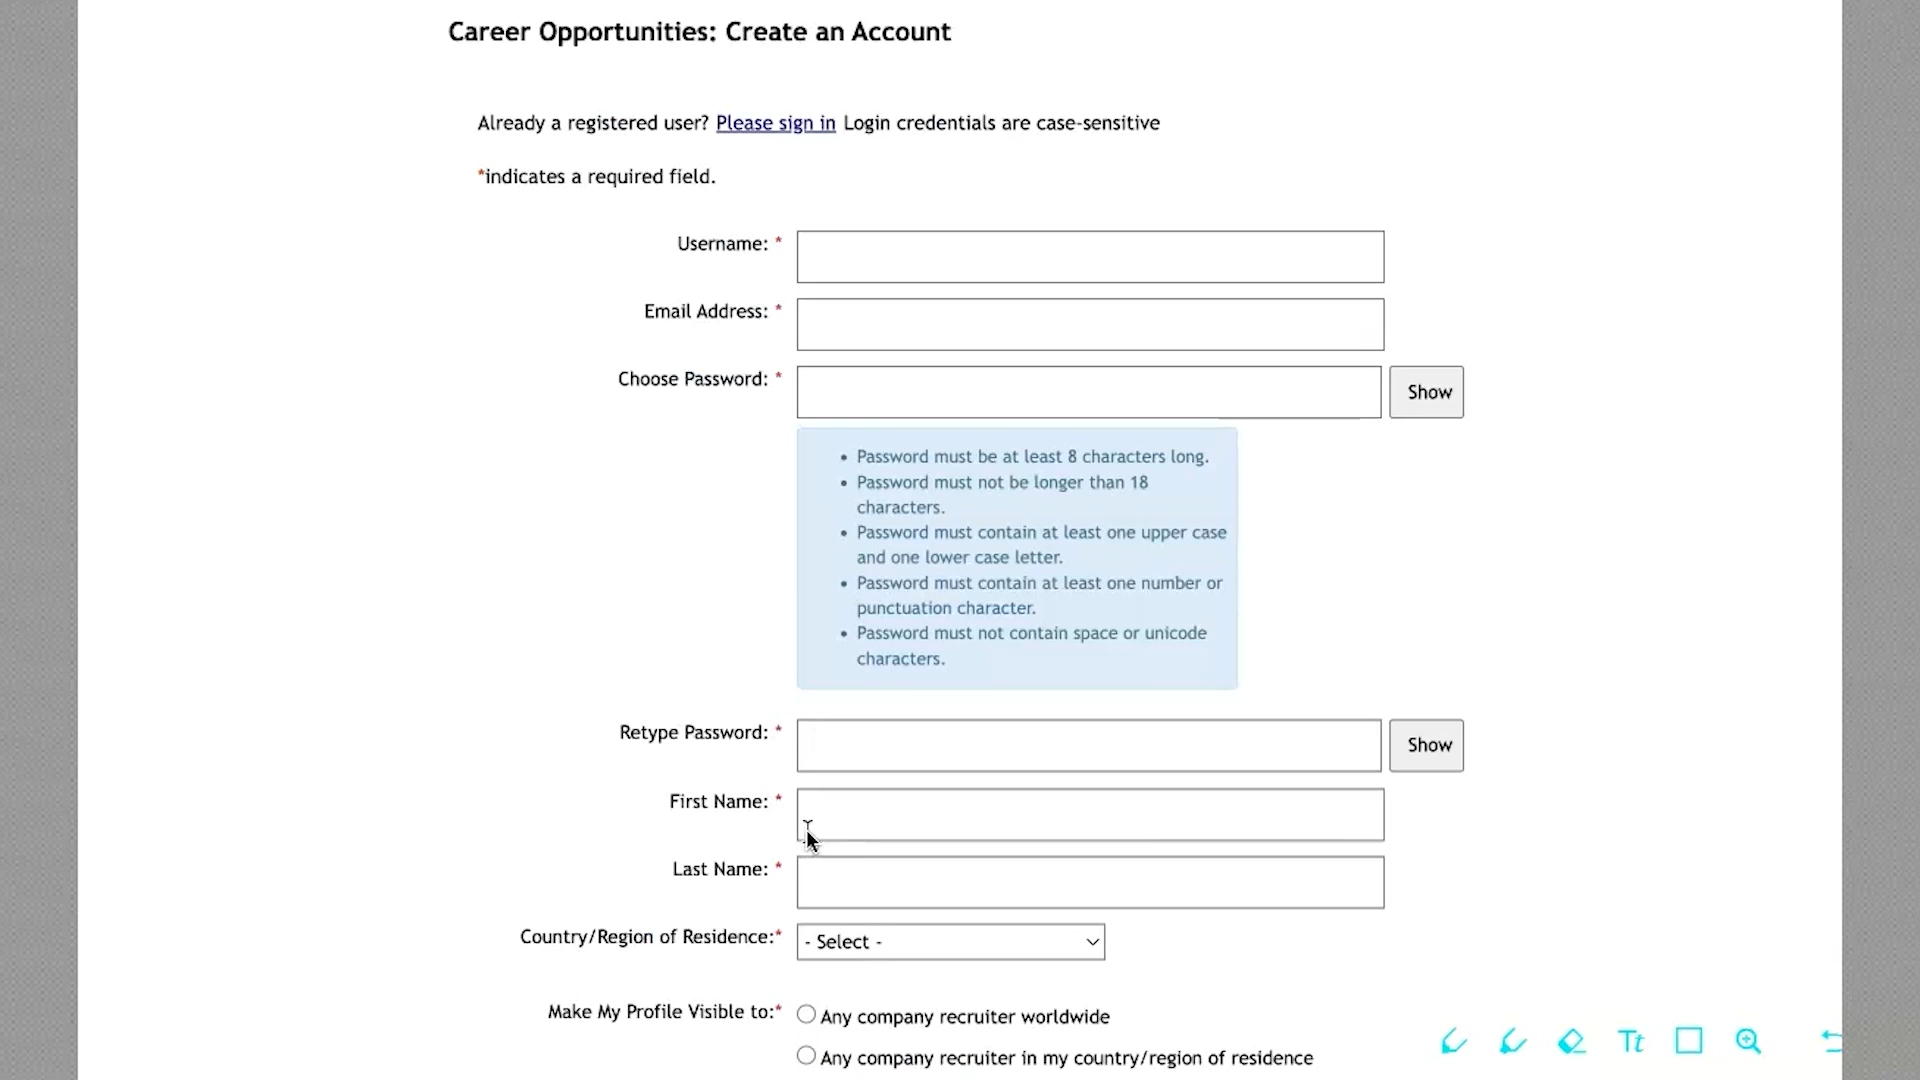 Career Opportunities: Create an Account
Already a registered user? Please sign in Login credentials are case-sensitive
*indicates a required field.
Username: *
Email Address: *
Choose Password: *
Show
• Password must be at least 8 characters long.
• Password must not be longer than 18
characters.
• Password must contain at least one upper case
and one lower case letter.
• Password must contain at least one number or
punctuation character.
• Password must not contain space or unicode
characters.
Retype Password: *
Show
First Name: *
Last Name: *
Country/Region of Residence:*
- Select -
Make My Profile Visible to:*
Any company recruiter worldwide
Any company recruiter in my country/region of residence
Tt